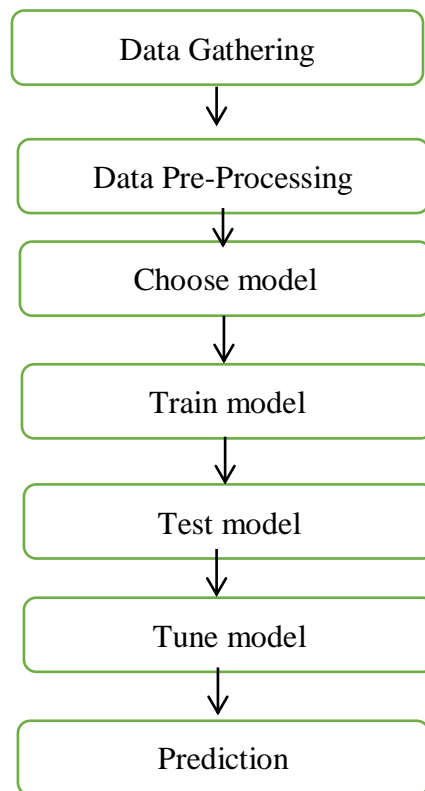 Data Gathering
Data Pre-Processing
Choose model
Train model
Test model
Tune model
Prediction